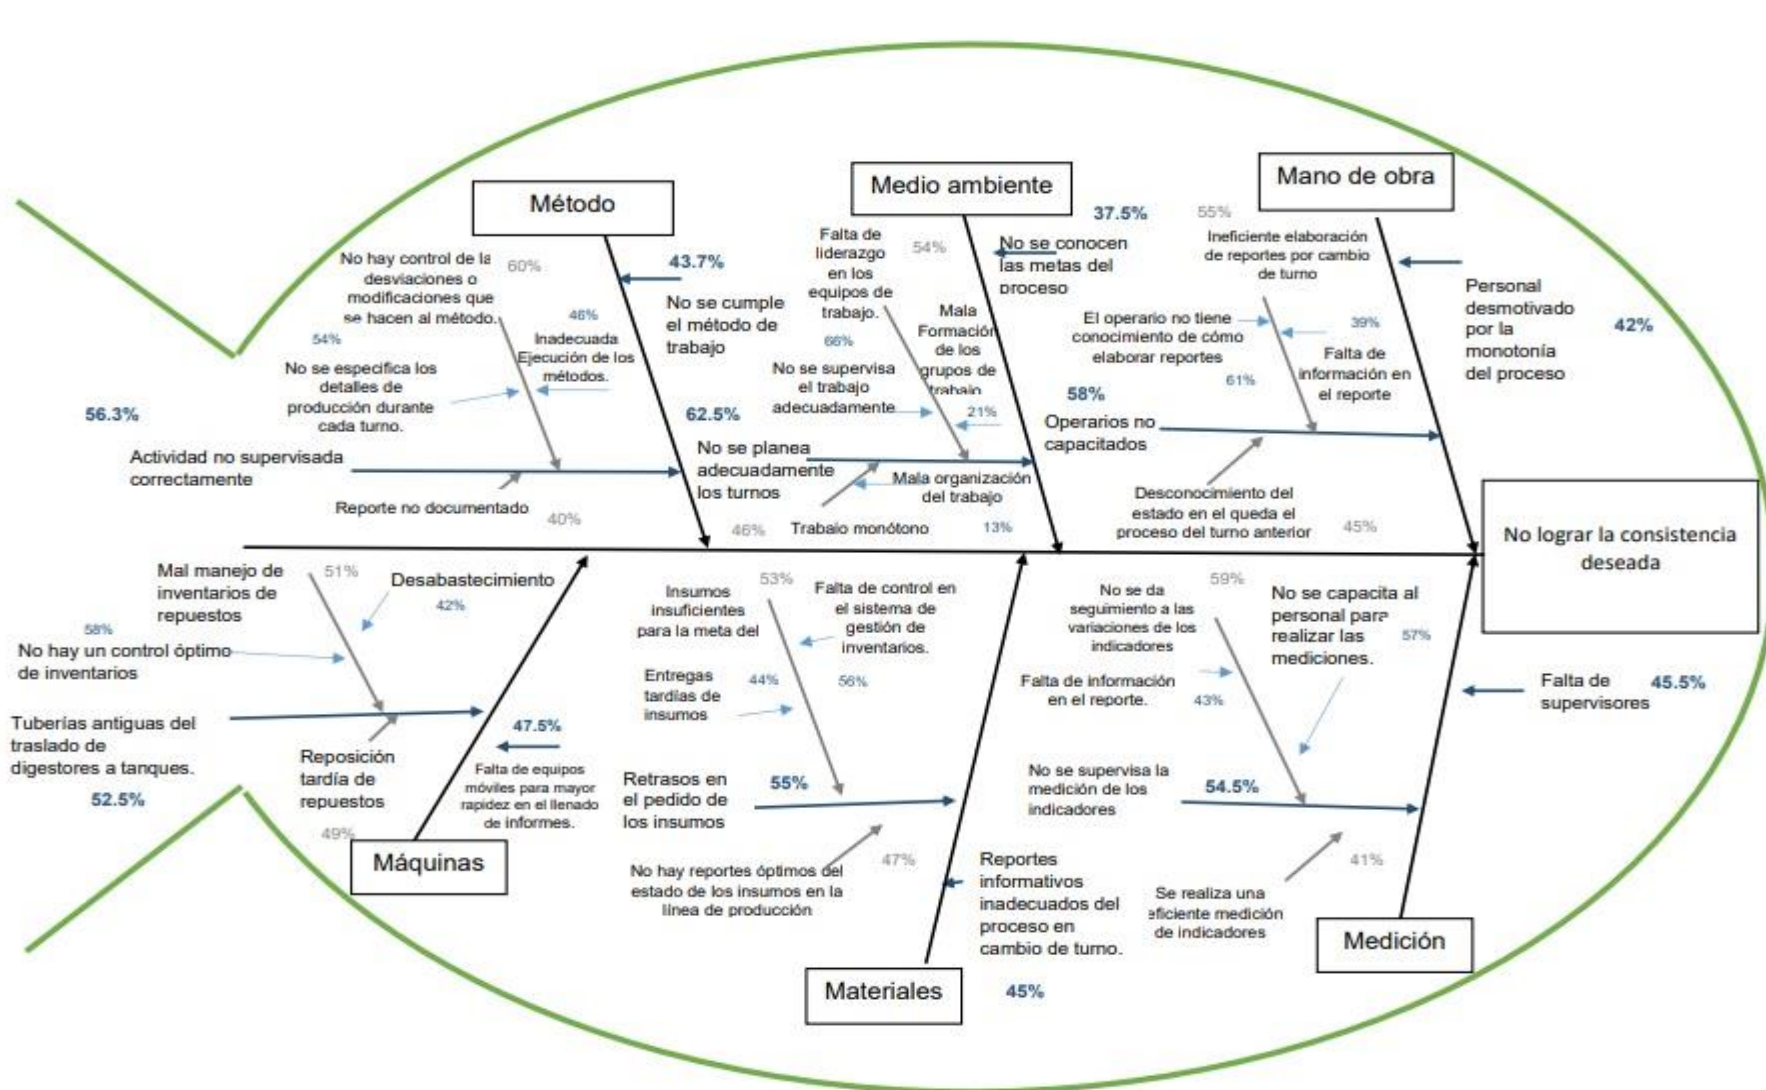 Método
56.3%
Actividad no supervisada
correctamente
No hay control de la
desviaciones o
modificaciones que
se hacen al método.
60%
54%
No se especifica los
detalles de
producción durante
cada turno.
46%
Inadecuada
Ejecución de los
métodos.
Reporte no documentado
40%
43.7%
No se cumple
el método de
trabajo
Medio ambiente
62.5%
No se planea
adecuadamente
los turnos
Falta de
liderazgo
en los
equipos de
trabajo.
54%
66%
No se supervisa
el trabajo
adecuadamente
Mala
Formación
de los
grupos de
trabajo
21%
Mala organización
del trabajo
13%
46%
Trabajo monótono
37.5%
No se conocen
las metas del
proceso
Mano de obra
58%
Operarios no
capacitados
55%
Ineficiente elaboración
de reportes por cambio
de turno
El operario no tiene
conocimiento de cómo
elaborar reportes
61%
39%
Falta de
información en
el reporte
Desconocimiento del
estado en el queda el
proceso del turno anterior
45%
Personal
desmotivado
por la
monotonía
del proceso
42%
No lograr la consistencia
deseada
Mal manejo de
inventarios de
repuestos
51%
Desabastecimiento
42%
58%
No hay un control óptimo
de inventarios
Tuberías antiguas del
traslado de
digestores a tanques.
52.5%
Reposición
tardía de
repuestos
49%
47.5%
Falta de equipos
móviles para mayor
rapidez en el llenado
de informes.
Máquinas
Insumos
insuficientes
para la meta del
53%
Falta de control en
el sistema de
gestión de
inventarios.
56%
Entregas
tardías de
insumos
44%
Retrasos en
el pedido de
los insumos
55%
No hay reportes óptimos del
estado de los insumos en la
línea de producción
47%
Reportes
informativos
inadecuados del
proceso en
cambio de turno.
45%
Materiales
No se da
seguimiento a las
variaciones de los
indicadores
59%
No se capacita al
personal para
realizar las
mediciones.
57%
Falta de información
en el reporte.
43%
No se supervisa la
medición de los
indicadores
54.5%
Se realiza una
eficiente medición
de indicadores
41%
Falta de
supervisores
45.5%
Medición